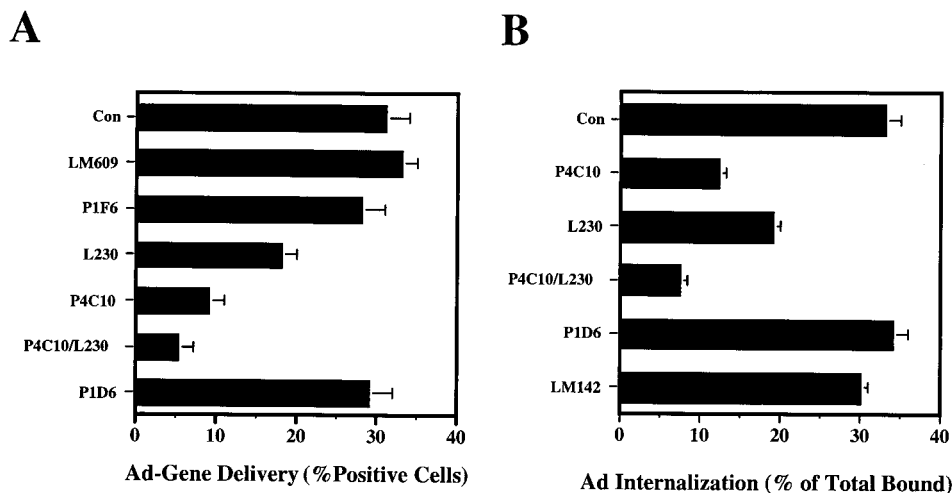 A
Con
LM609
P1F6
L230
P4C10
P4C10/L230
P1D6
0 10 20 30 40
Ad-Gene Delivery (%Positive Cells)
B
Con
P4C10
L230
P4C10/L230
P1D6
LM142
0 10 20 30 40
Ad Internalization (% of Total Bound)